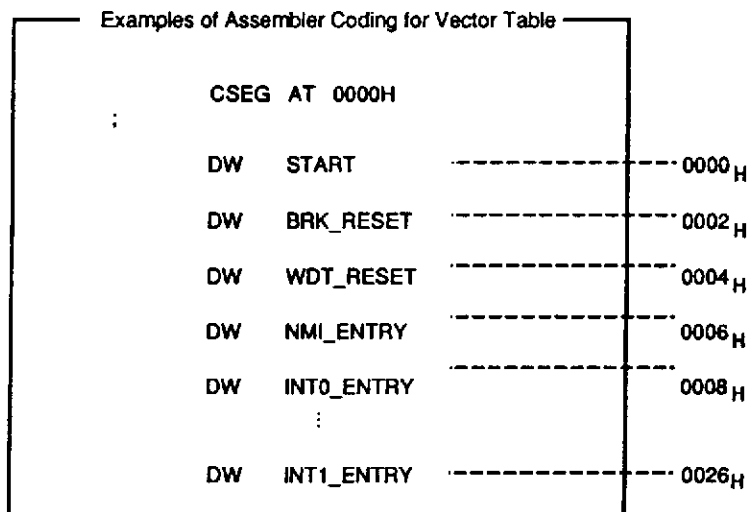 Examples of Assembler Coding for Vector Table
CSEG AT 0000H
;
DW START 0000H
DW BRK_RESET 0002H
DW WDT_RESET 0004H
DW NMI_ENTRY 0006H
DW INT0_ENTRY 0008H
⋮
DW INT1_ENTRY 0026H